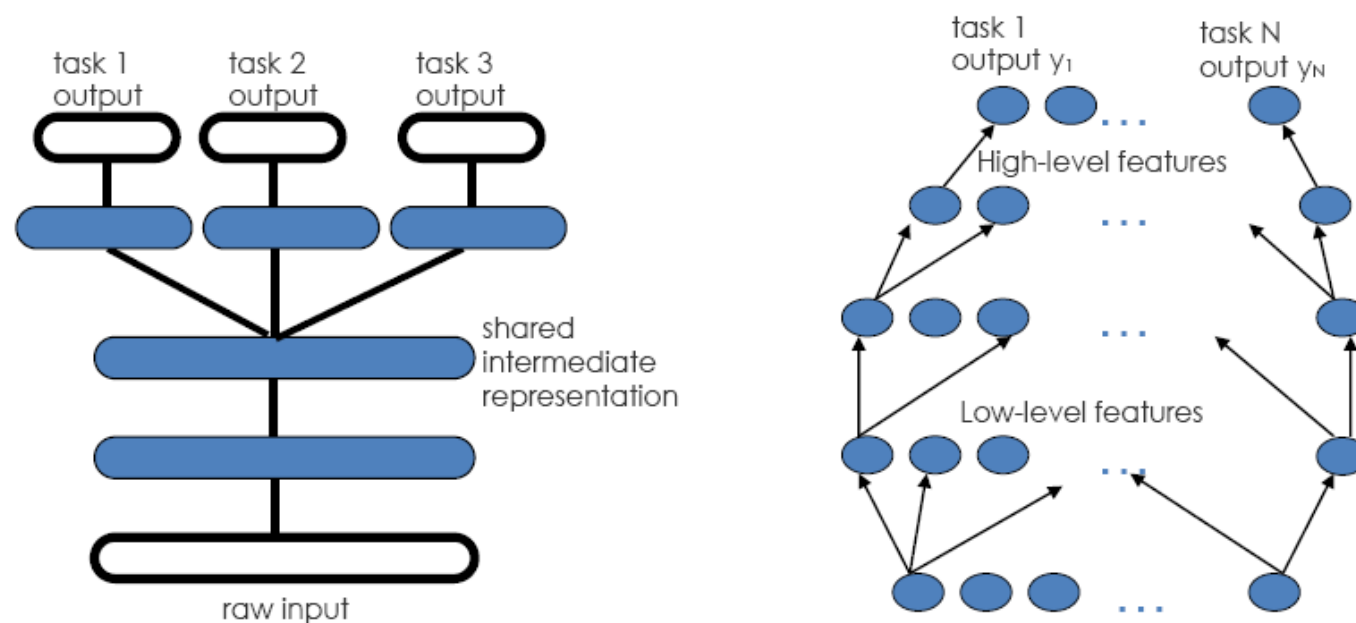 task 1
output
task 2
output
task 3
output
shared
intermediate
representation
raw input
task 1
output y₁
task N
output yɴ
. . .
High-level features
. . .
. . .
Low-level features
. . .
. . .